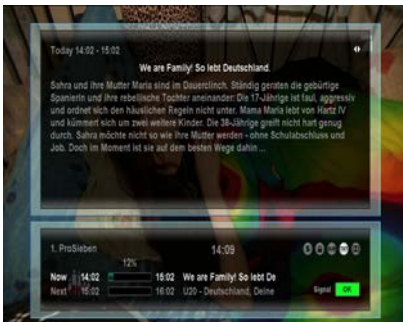 Today 14:02 - 15:02
We are Family! So lebt Deutschland.
Sahra und ihre Mutter Maria sind im Dauerclinch. Ständig geraten die gebürtige
Spanierin und ihre rebellische Tochter aneinander: Die 17-Jährige ist faul, aggressiv
und ordnet sich den häuslichen Regeln nicht unter. Mama Maria lebt von Hartz IV
und kümmert sich um zwei weitere Kinder. Die 38-Jährige greift nicht hart genug
durch. Sahra möchte nicht so wie ihre Mutter werden - ohne Schulabschluss und
Job. Doch im Moment ist sie auf dem besten Wege dahin ...
1. ProSieben 14:09
12%
Now 14:02 15:02 We are Family! So lebt De
Next 15:02 16:02 U20 - Deutschland, Deine
Signal OK